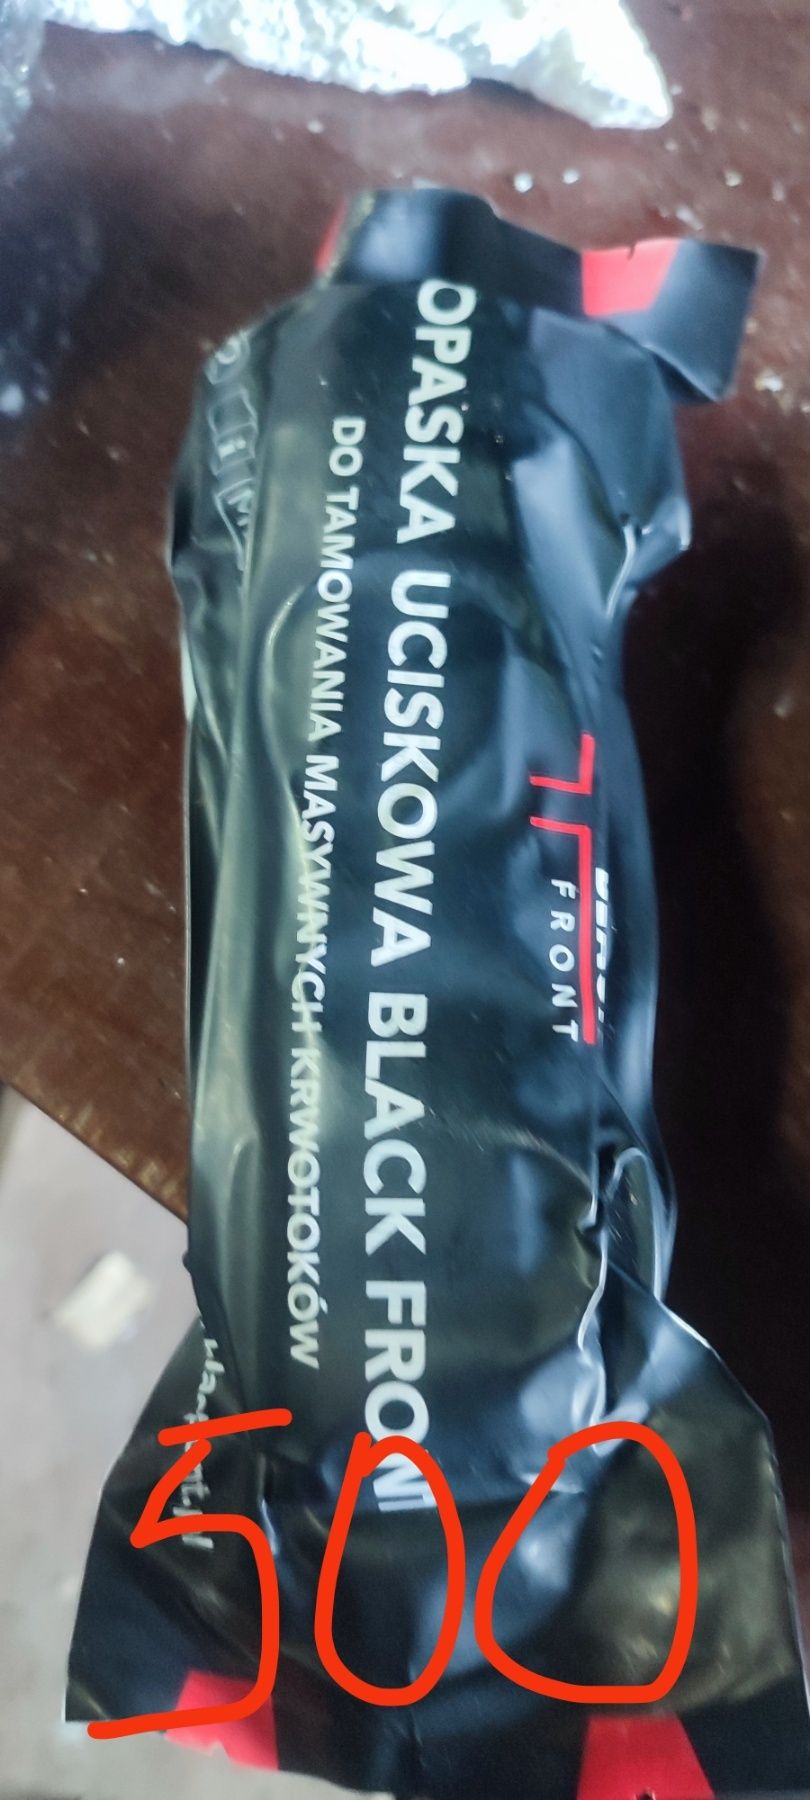 OPASKA UCISKOWA BLACK FRONT
DO TAMOWANIA MASYWNYCH KRWOTOKÓW
FRONT
500